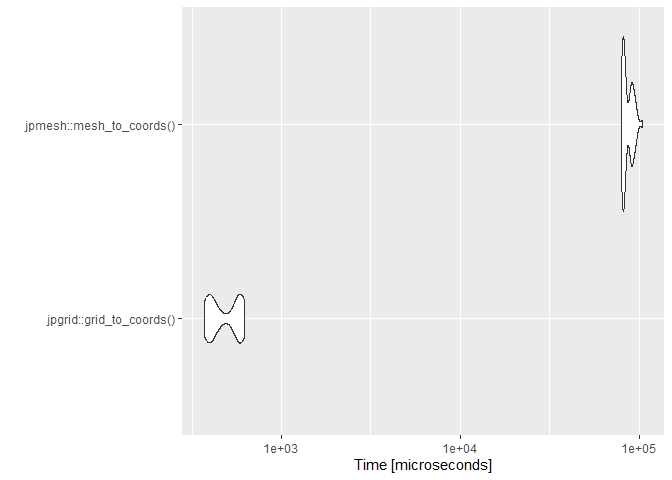 jpmesh::mesh_to_coords()
jpgrid::grid_to_coords()
1e+03 1e+04 1e+05
Time [microseconds]